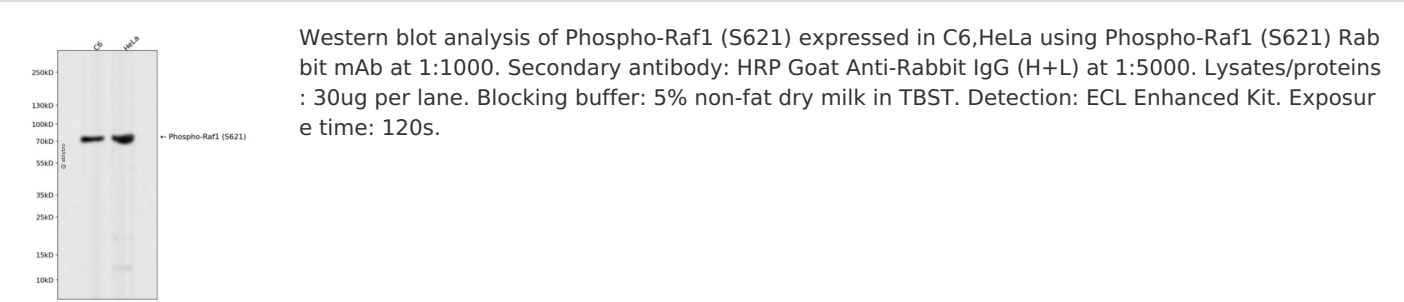 C6 HeLa
250kD
130kD
100kD
70kD
← Phospho-Raf1 (S621)
55kD
35kD
25kD
15kD
10kD
Western blot analysis of Phospho-Raf1 (S621) expressed in C6,HeLa using Phospho-Raf1 (S621) Rab
bit mAb at 1:1000. Secondary antibody: HRP Goat Anti-Rabbit IgG (H+L) at 1:5000. Lysates/proteins
: 30ug per lane. Blocking buffer: 5% non-fat dry milk in TBST. Detection: ECL Enhanced Kit. Exposur
e time: 120s.